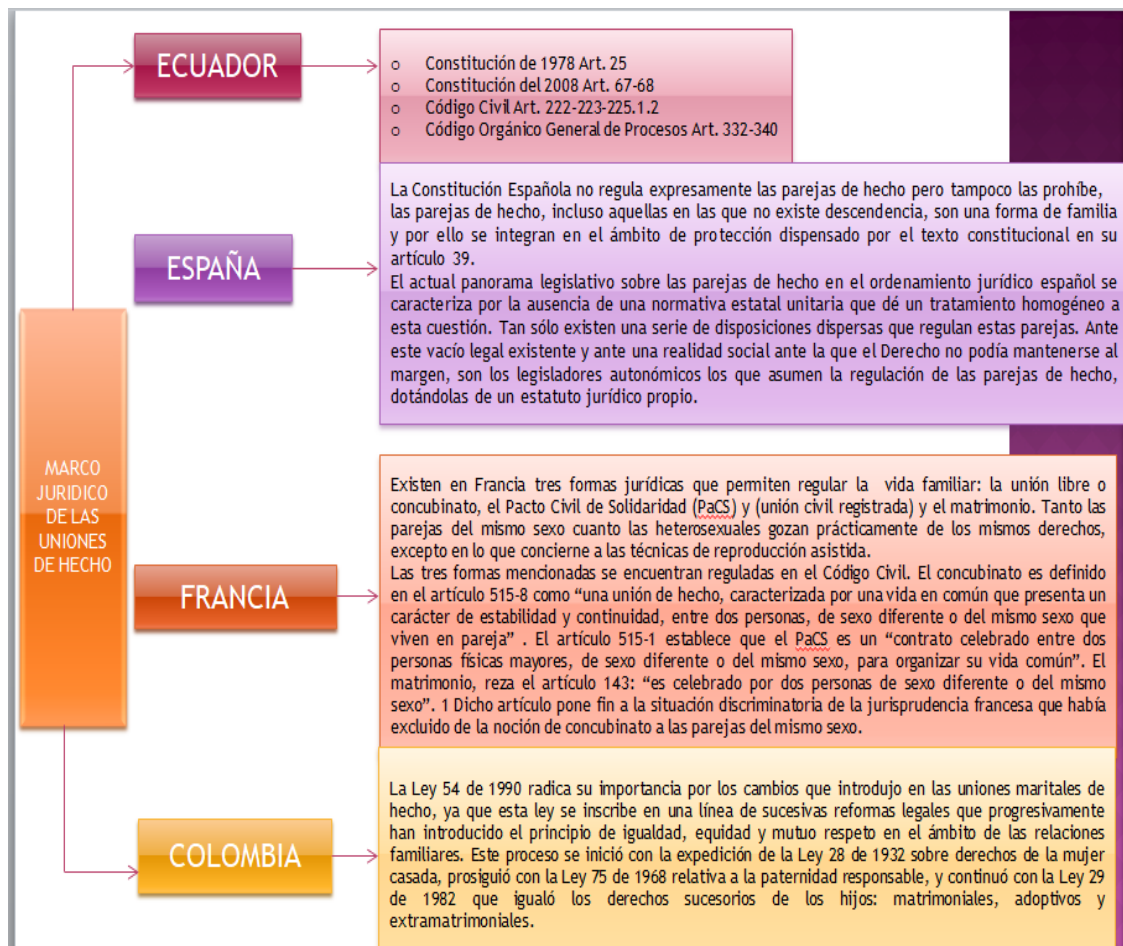 ECUADOR
o Constitución de 1978 Art. 25
o Constitución del 2008 Art. 67-68
o Código Civil Art. 222-223-225.1.2
o Código Orgánico General de Procesos Art. 332-340
ESPAÑA
La Constitución Española no regula expresamente las parejas de hecho pero tampoco las prohíbe,
las parejas de hecho, incluso aquellas en las que no existe descendencia, son una forma de familia
y por ello se integran en el ámbito de protección dispensado por el texto constitucional en su
artículo 39.
El actual panorama legislativo sobre las parejas de hecho en el ordenamiento jurídico español se
caracteriza por la ausencia de una normativa estatal unitaria que dé un tratamiento homogéneo a
esta cuestión. Tan sólo existen una serie de disposiciones dispersas que regulan estas parejas. Ante
este vacío legal existente y ante una realidad social ante la que el Derecho no podía mantenerse al
margen, son los legisladores autonómicos los que asumen la regulación de las parejas de hecho,
dotándolas de un estatuto jurídico propio.
MARCO
JURIDICO
DE LAS
UNIONES
DE HECHO
FRANCIA
Existen en Francia tres formas jurídicas que permiten regular la vida familiar: la unión libre o
concubinato, el Pacto Civil de Solidaridad (PaCS) y (unión civil registrada) y el matrimonio. Tanto las
parejas del mismo sexo cuanto las heterosexuales gozan prácticamente de los mismos derechos,
excepto en lo que concierne a las técnicas de reproducción asistida.
Las tres formas mencionadas se encuentran reguladas en el Código Civil. El concubinato es definido
en el artículo 515-8 como “una unión de hecho, caracterizada por una vida en común que presenta un
carácter de estabilidad y continuidad, entre dos personas, de sexo diferente o del mismo sexo que
viven en pareja” . El artículo 515-1 establece que el PaCS es un “contrato celebrado entre dos
personas físicas mayores, de sexo diferente o del mismo sexo, para organizar su vida común”. El
matrimonio, reza el artículo 143: “es celebrado por dos personas de sexo diferente o del mismo
sexo”. 1 Dicho artículo pone fin a la situación discriminatoria de la jurisprudencia francesa que había
excluido de la noción de concubinato a las parejas del mismo sexo.
COLOMBIA
La Ley 54 de 1990 radica su importancia por los cambios que introdujo en las uniones maritales de
hecho, ya que esta ley se inscribe en una línea de sucesivas reformas legales que progresivamente
han introducido el principio de igualdad, equidad y mutuo respeto en el ámbito de las relaciones
familiares. Este proceso se inició con la expedición de la Ley 28 de 1932 sobre derechos de la mujer
casada, prosiguió con la Ley 75 de 1968 relativa a la paternidad responsable, y continuó con la Ley 29
de 1982 que igualó los derechos sucesorios de los hijos: matrimoniales, adoptivos y
extramatrimoniales.